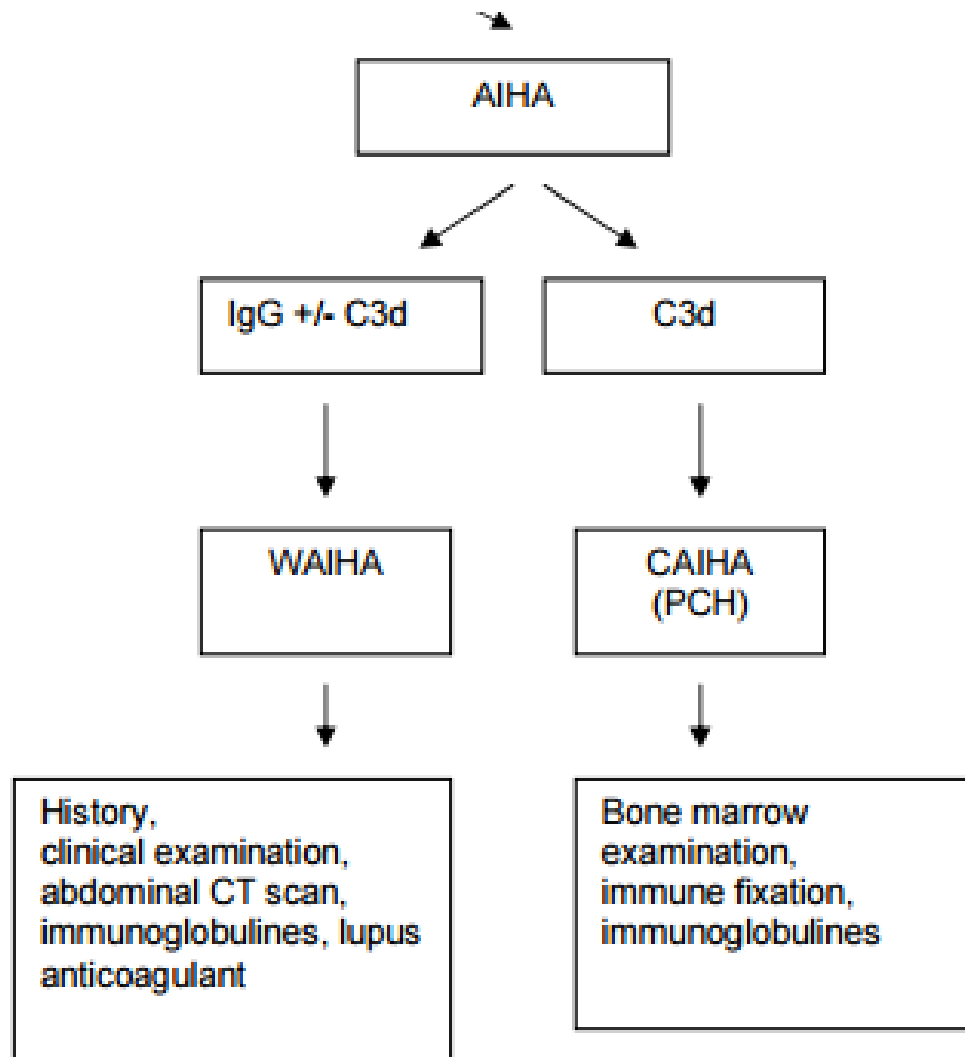 AIHA
IgG +/- C3d
C3d
WAIHA
CAIHA
(PCH)
History,
clinical examination,
abdominal CT scan,
immunoglobulines, lupus
anticoagulant
Bone marrow
examination,
immune fixation,
immunoglobulines